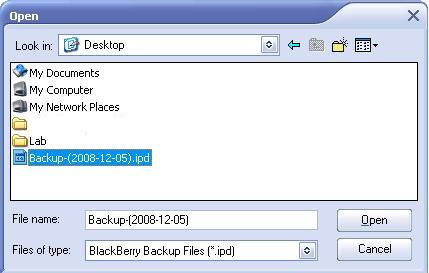 Open
Look in: Desktop
My Documents
My Computer
My Network Places
Lab
Backup-(2008-12-05).ipd
File name: Backup-(2008-12-05) Open
Files of type: BlackBerry Backup Files (*.ipd) Cancel